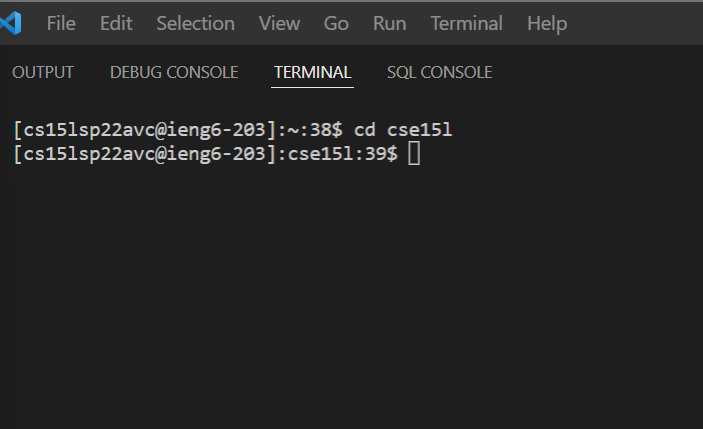 File Edit Selection View Go Run Terminal Help
OUTPUT DEBUG CONSOLE TERMINAL SQL CONSOLE
[cs15lsp22avc@ieng6-203]:~:38$ cd cse15l
[cs15lsp22avc@ieng6-203]:cse15l:39$